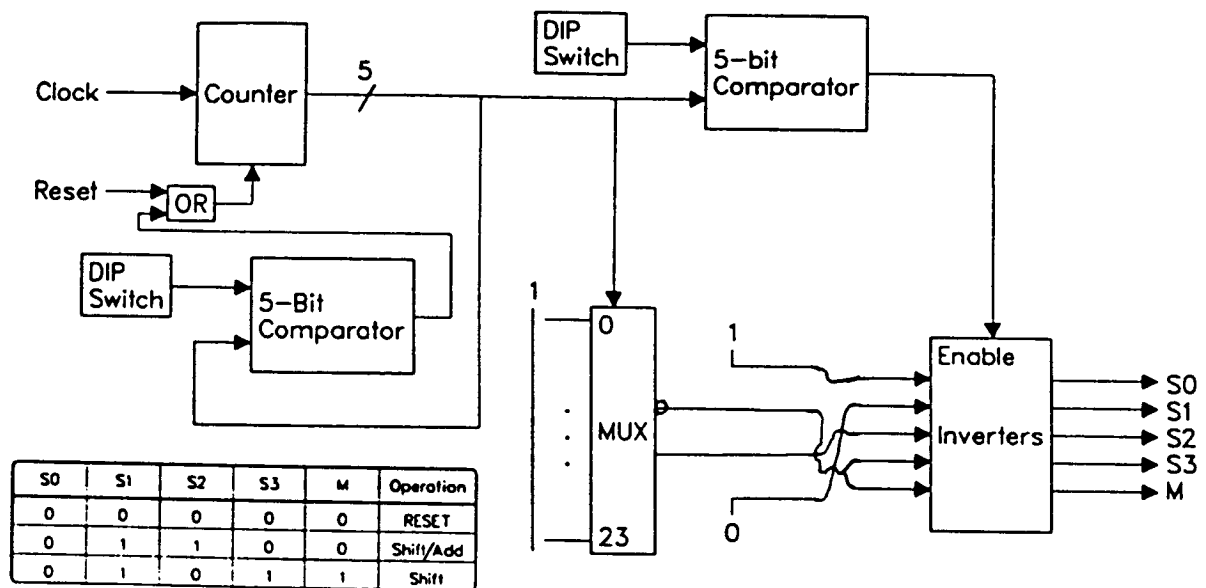 DIP
Switch
5-bit
Comparator
5
Clock
Counter
Reset
OR
DIP
Switch
5-Bit
Comparator
1
0
MUX
23
1
0
Enable
Inverters
S0
S1
S2
S3
M
S0 S1 S2 S3 M Operation
0 0 0 0 0 RESET
0 1 1 0 0 Shift/Add
0 1 0 1 1 Shift